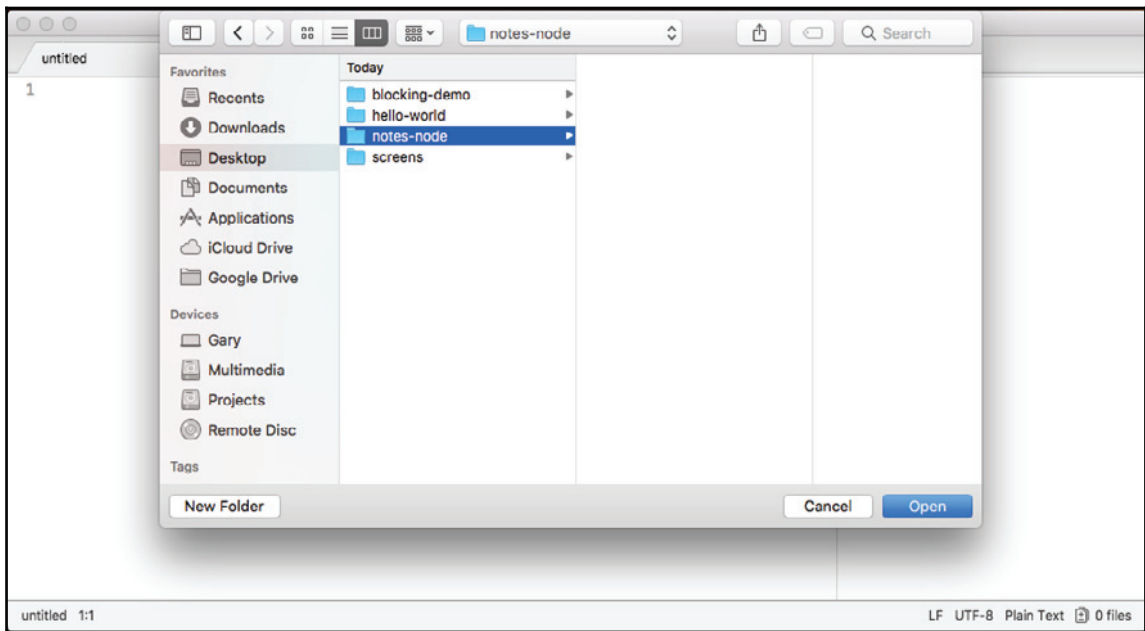 notes-node
Search
untitled
1
Favorites
Recents
Downloads
Desktop
Documents
Applications
iCloud Drive
Google Drive
Devices
Gary
Multimedia
Projects
Remote Disc
Tags
Today
blocking-demo
hello-world
notes-node
screens
New Folder
Cancel
Open
untitled 1:1
LF UTF-8 Plain Text 0 files